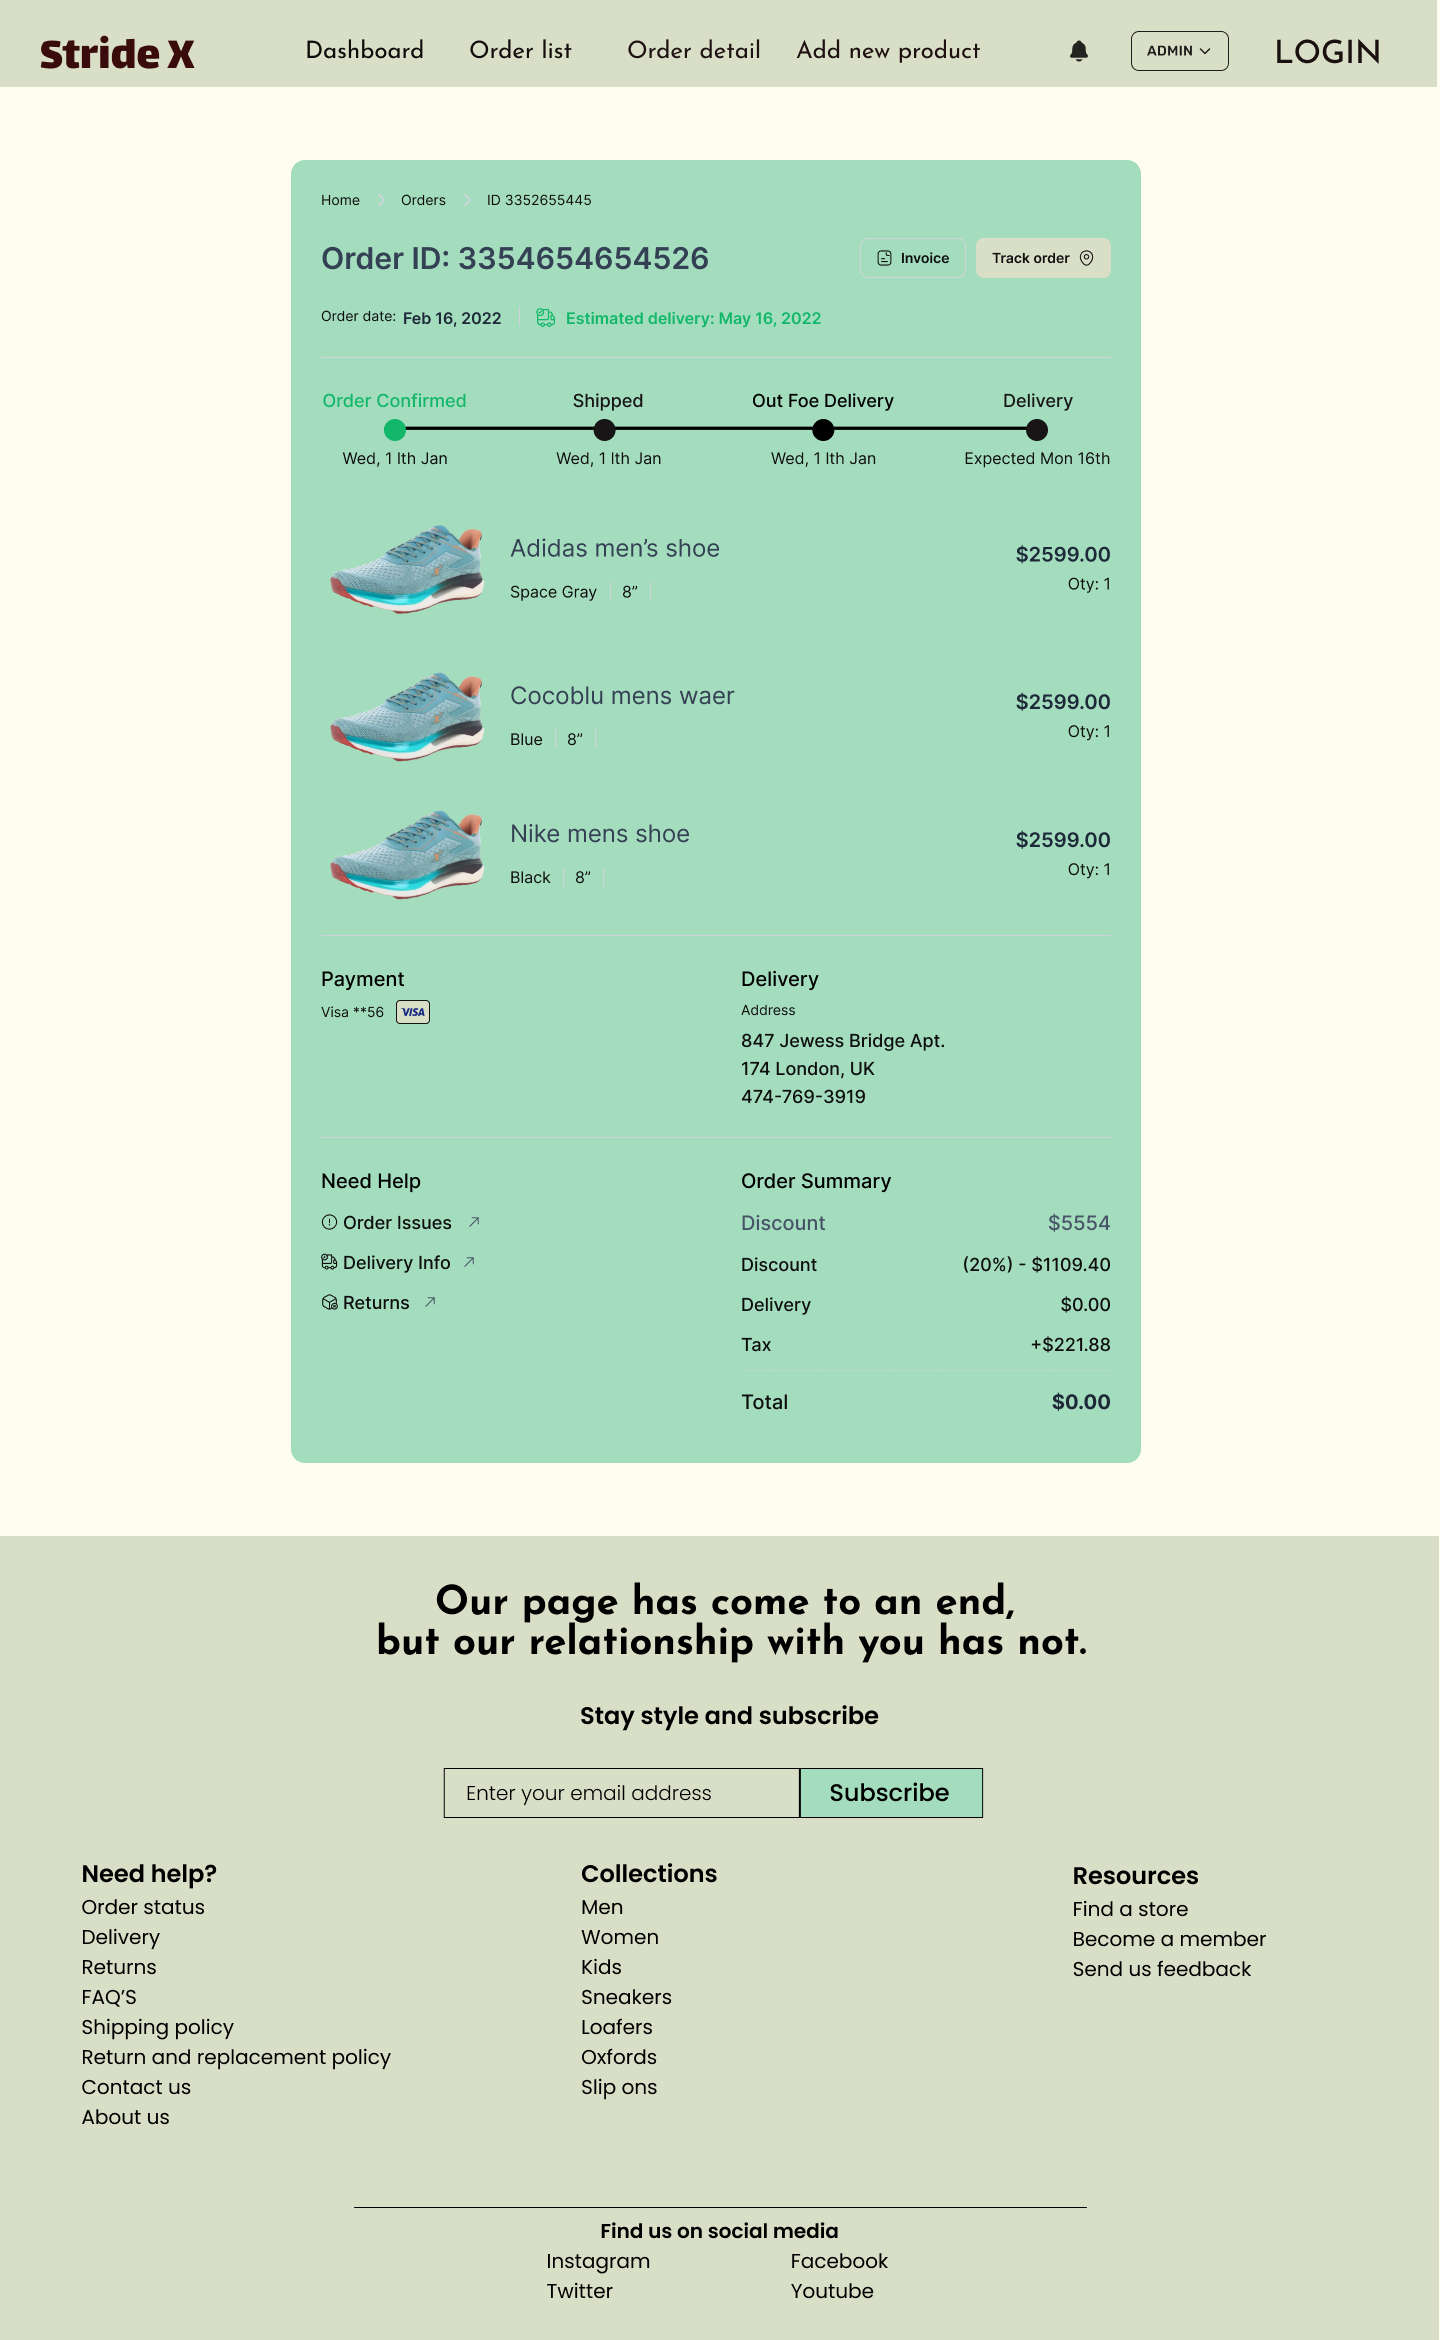 Stride X
Dashboard
Order list
Order detail
Add new product
ADMIN
LOGIN
Home
Orders
ID 3352655445
Order ID: 3354654654526
Invoice
Track order
Order date: Feb 16, 2022
Estimated delivery: May 16, 2022
Order Confirmed
Shipped
Out Foe Delivery
Delivery
Wed, 1 lth Jan
Wed, 1 lth Jan
Wed, 1 lth Jan
Expected Mon 16th
Adidas men’s shoe
$2599.00
Space Gray
8”
Oty: 1
Cocoblu mens waer
$2599.00
Blue
8”
Oty: 1
Nike mens shoe
$2599.00
Black
8”
Oty: 1
Payment
Visa **56
VISA
Delivery
Address
847 Jewess Bridge Apt.
174 London, UK
474-769-3919
Need Help
Order Issues
Delivery Info
Returns
Order Summary
Discount $5554
Discount (20%) - $1109.40
Delivery $0.00
Tax +$221.88
Total $0.00
Our page has come to an end,
but our relationship with you has not.
Stay style and subscribe
Enter your email address
Subscribe
Need help?
Order status
Delivery
Returns
FAQ’S
Shipping policy
Return and replacement policy
Contact us
About us
Collections
Men
Women
Kids
Sneakers
Loafers
Oxfords
Slip ons
Resources
Find a store
Become a member
Send us feedback
Find us on social media
Instagram
Facebook
Twitter
Youtube